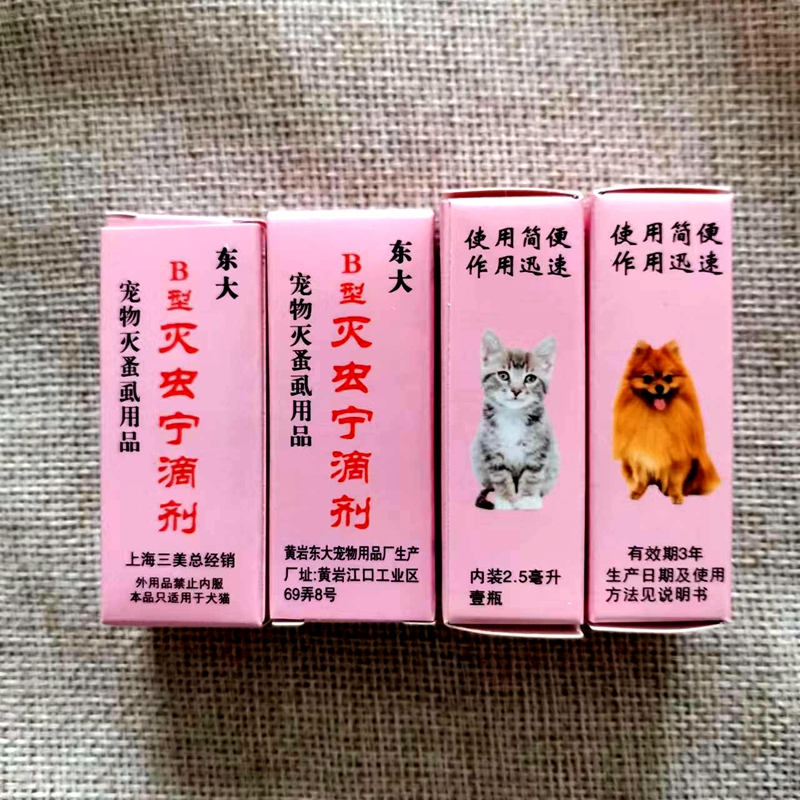 东大
B型灭虫宁滴剂
宠物灭蚤虱用品
上海三美总经销
外用品禁止内服
本品只适用于犬猫
东大
B型灭虫宁滴剂
宠物灭蚤虱用品
黄岩东大宠物用品厂生产
厂址:黄岩江口工业区
69弄8号
使用简便
作用迅速
内装2.5毫升
壹瓶
使用简便
作用迅速
有效期3年
生产日期及使用
方法见说明书